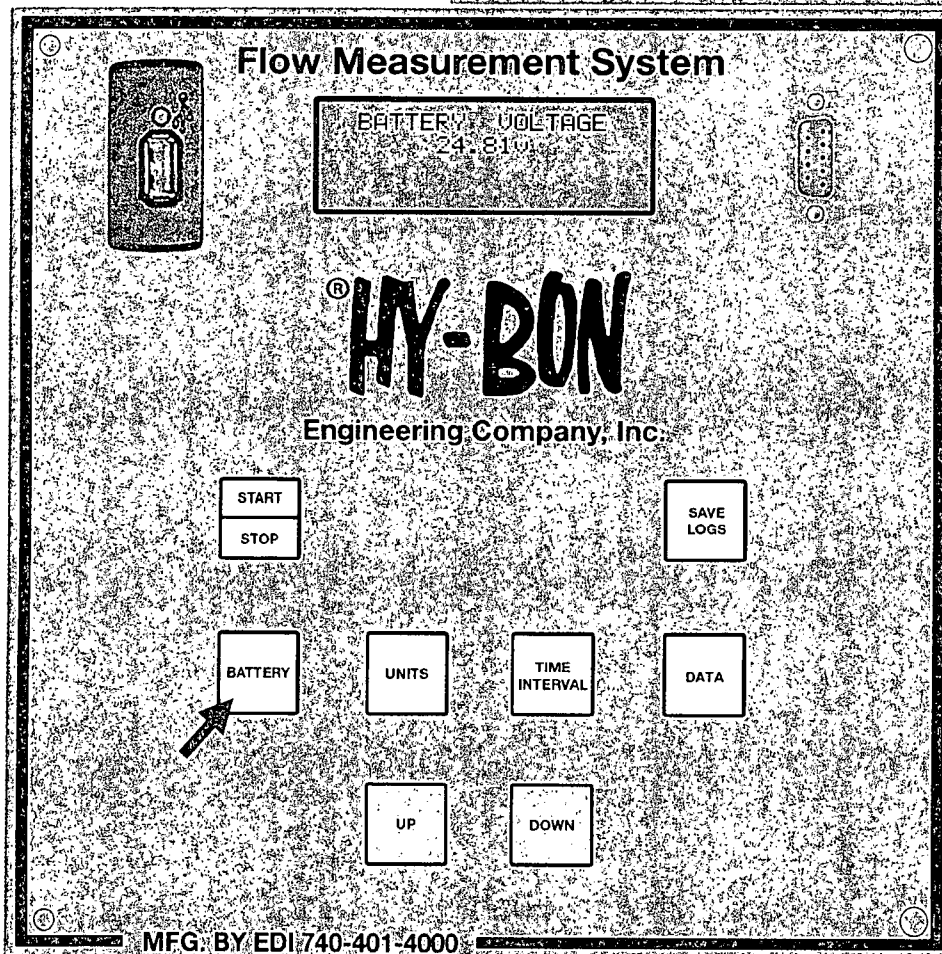 Flow Measurement System
BATTERY VOLTAGE
24.81v
®HY-BON
Engineering Company, Inc.
START
STOP
SAVE
LOGS
BATTERY
UNITS
TIME
INTERVAL
DATA
UP
DOWN
MFG. BY EDI 740-401-4000